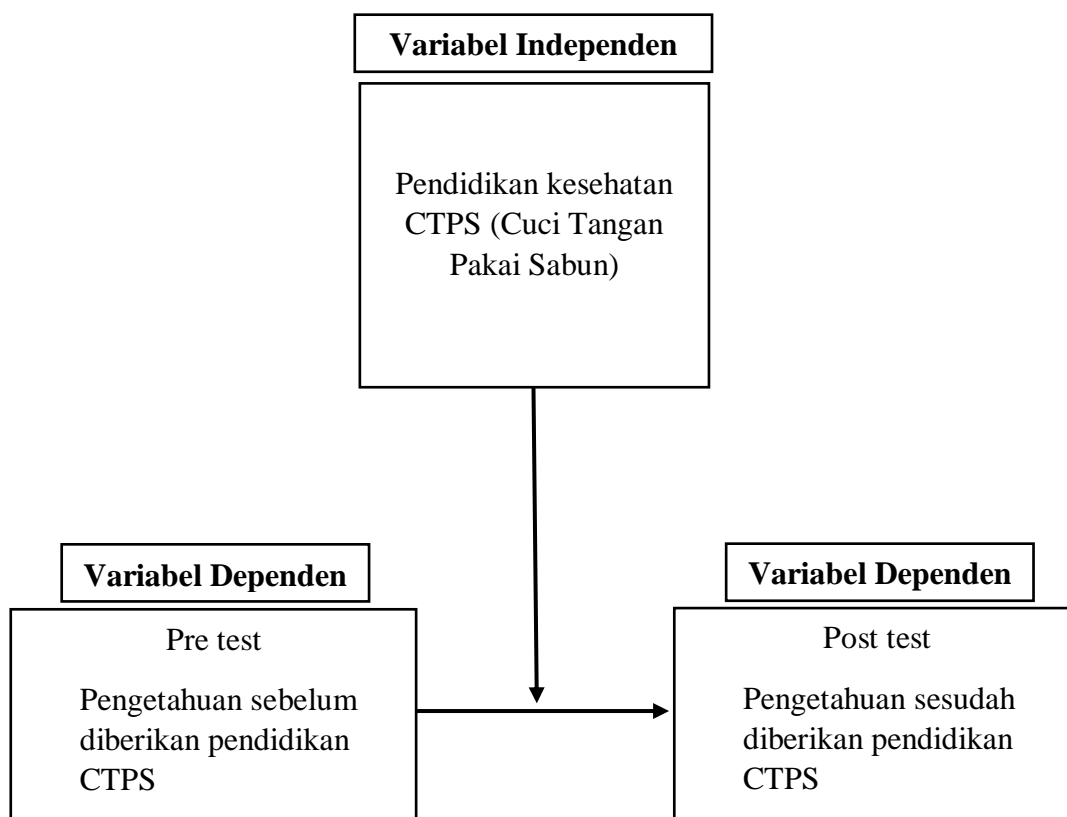 Variabel Independen
Pendidikan kesehatan
CTPS (Cuci Tangan
Pakai Sabun)
Variabel Dependen
Pre test
Pengetahuan sebelum
diberikan pendidikan
CTPS
Variabel Dependen
Post test
Pengetahuan sesudah
diberikan pendidikan
CTPS